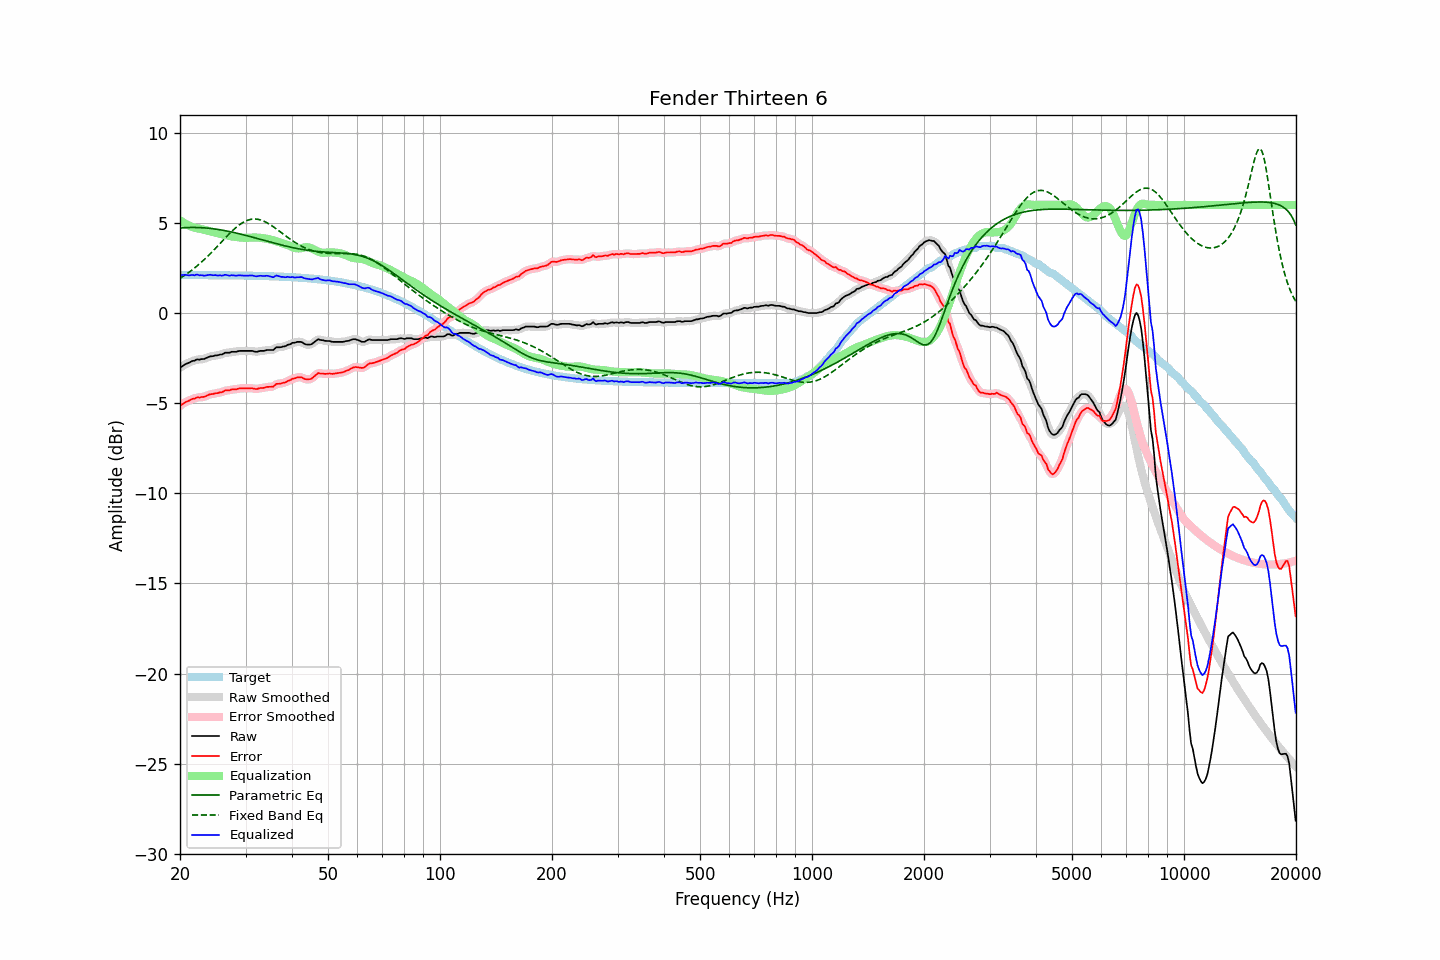 Fender Thirteen 6
Amplitude (dBr)
10
5
0
−5
−10
−15
−20
−25
−30
Target
Raw Smoothed
Error Smoothed
Raw
Error
Equalization
Parametric Eq
Fixed Band Eq
Equalized
20 50 100 200 500 1000 2000 5000 10000 20000
Frequency (Hz)